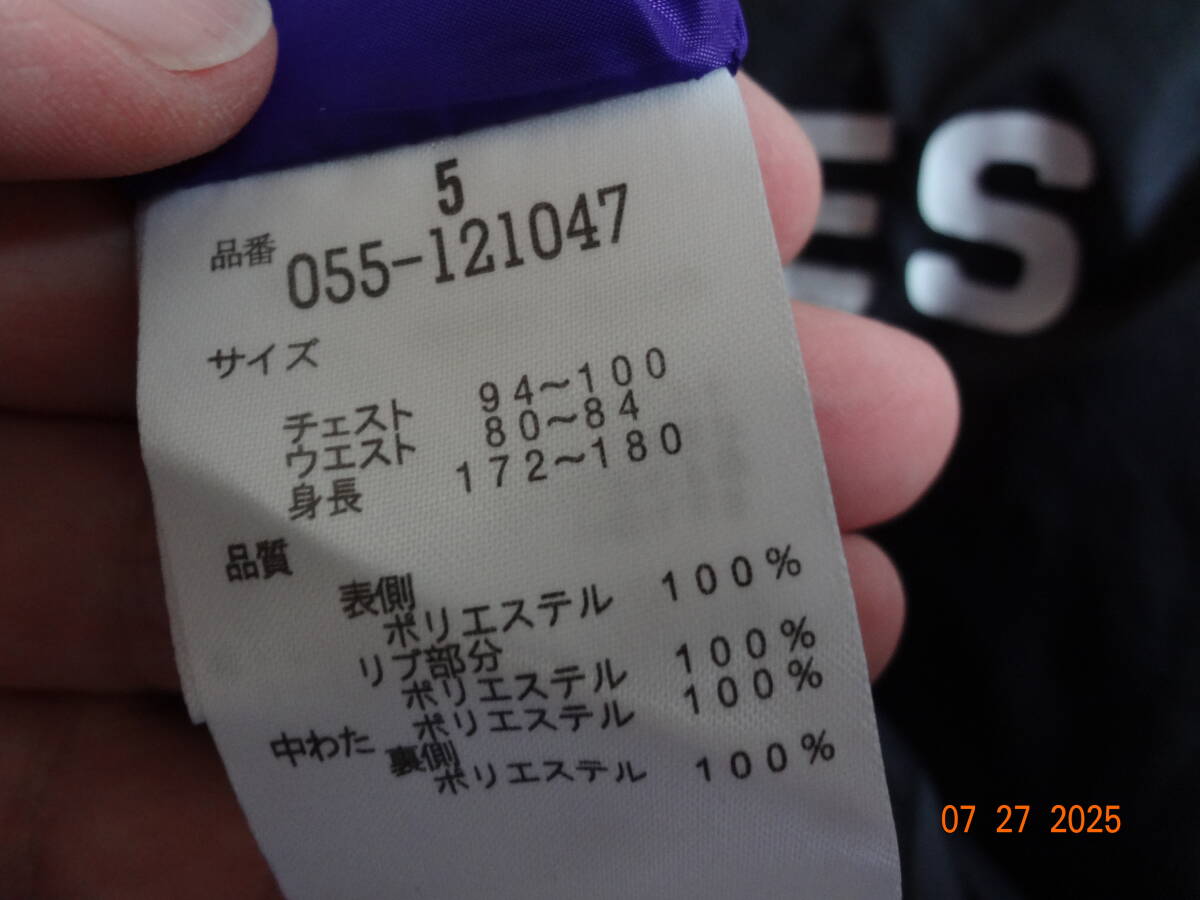 5
品番 055-121047
サイズ
チェスト 94~100
ウエスト 80~84
身長 172~180
品質
表側
ポリエステル 100%
リブ部分
ポリエステル 100%
中わた ポリエステル 100%
裏側
ポリエステル 100%
ES
07 27 2025